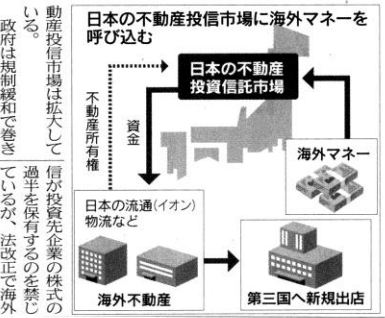 動産投信市場は拡大して
いる。
政府は規制緩和で巻き
信が投資先企業の株式の
過半を保有するのを禁じ
ているが、法改正で海外
日本の不動産投信市場に海外マネーを
呼び込む
日本の不動産
投資信託市場
不動産所有権
資金
海外マネー
日本の流通(イオン)
物流など
海外不動産
第三国へ新規出店